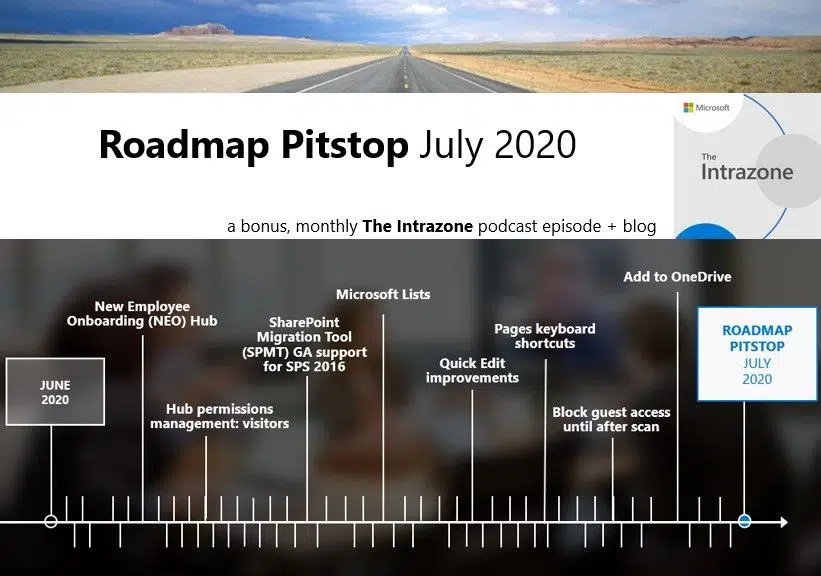 Roadmap Pitstop July 2020
Microsoft
The
Intrazone
a bonus, monthly The Intrazone podcast episode + blog
JUNE
2020
New Employee
Onboarding (NEO) Hub
Hub permissions
management: visitors
SharePoint
Migration Tool
(SPMT) GA support
for SPS 2016
Microsoft Lists
Quick Edit
improvements
Pages keyboard
shortcuts
Block guest access
until after scan
Add to OneDrive
ROADMAP
PITSTOP
JULY
2020